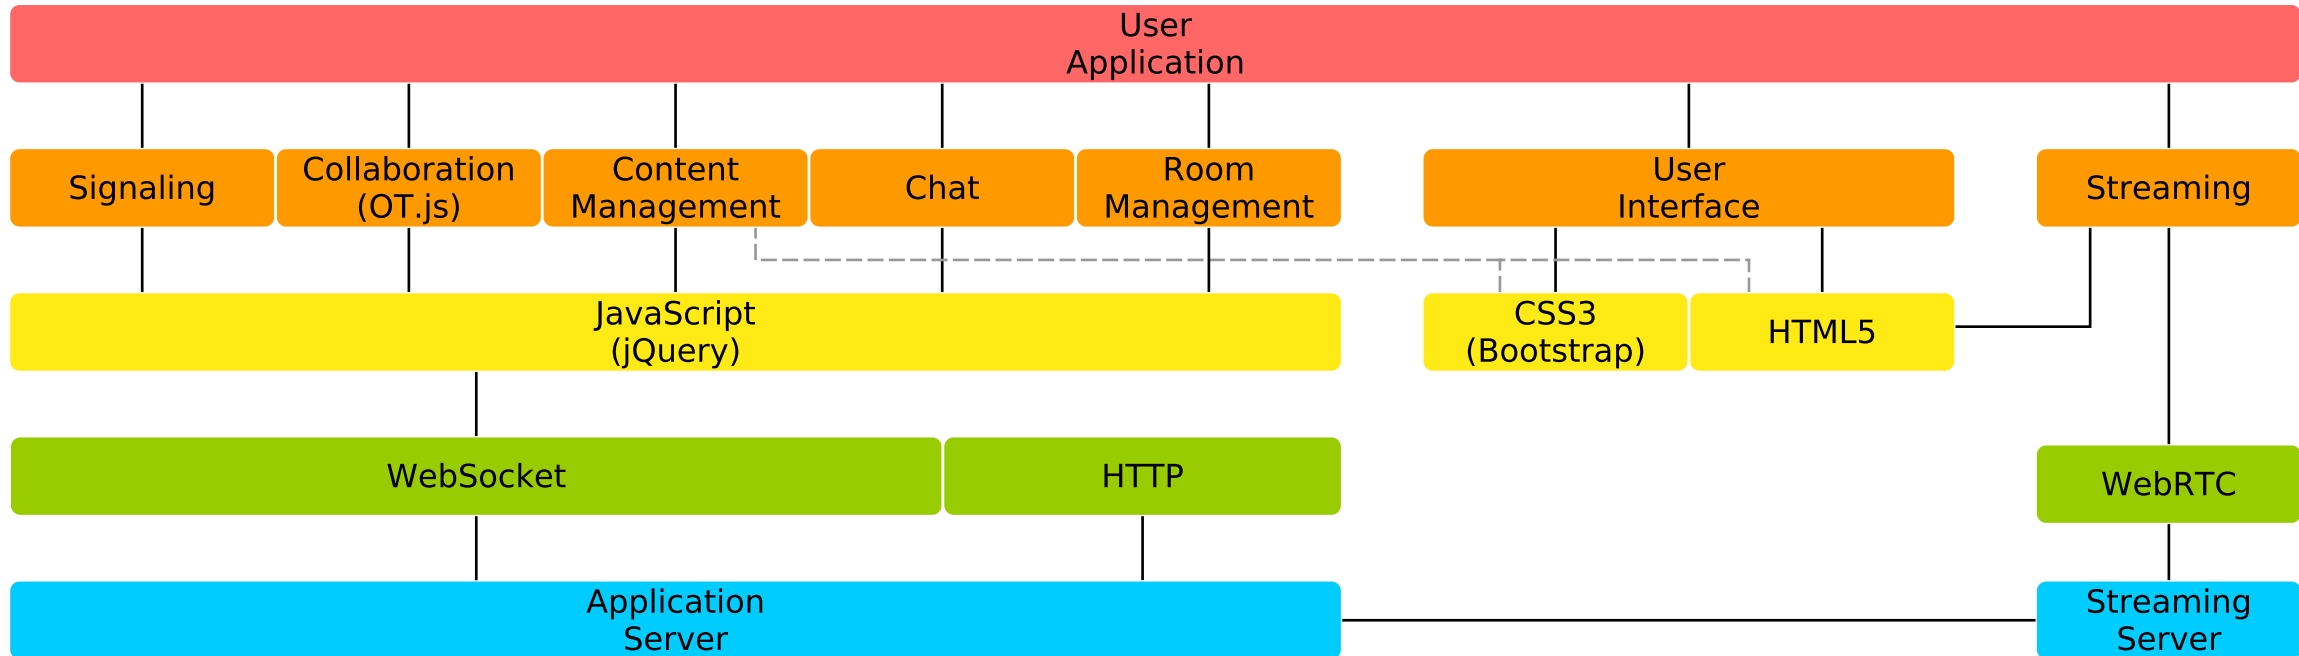 User
Application
Signaling
Collaboration
(OT.js)
Content
Management
Chat
Room
Management
User
Interface
Streaming
JavaScript
(jQuery)
CSS3
(Bootstrap)
HTML5
WebSocket
HTTP
WebRTC
Application
Server
Streaming
Server